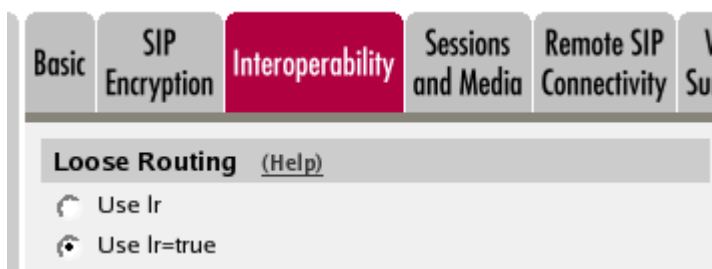 Basic
SIP
Encryption
Interoperability
Sessions
and Media
Remote SIP
Connectivity
Loose Routing (Help)
Use lr
Use lr=true